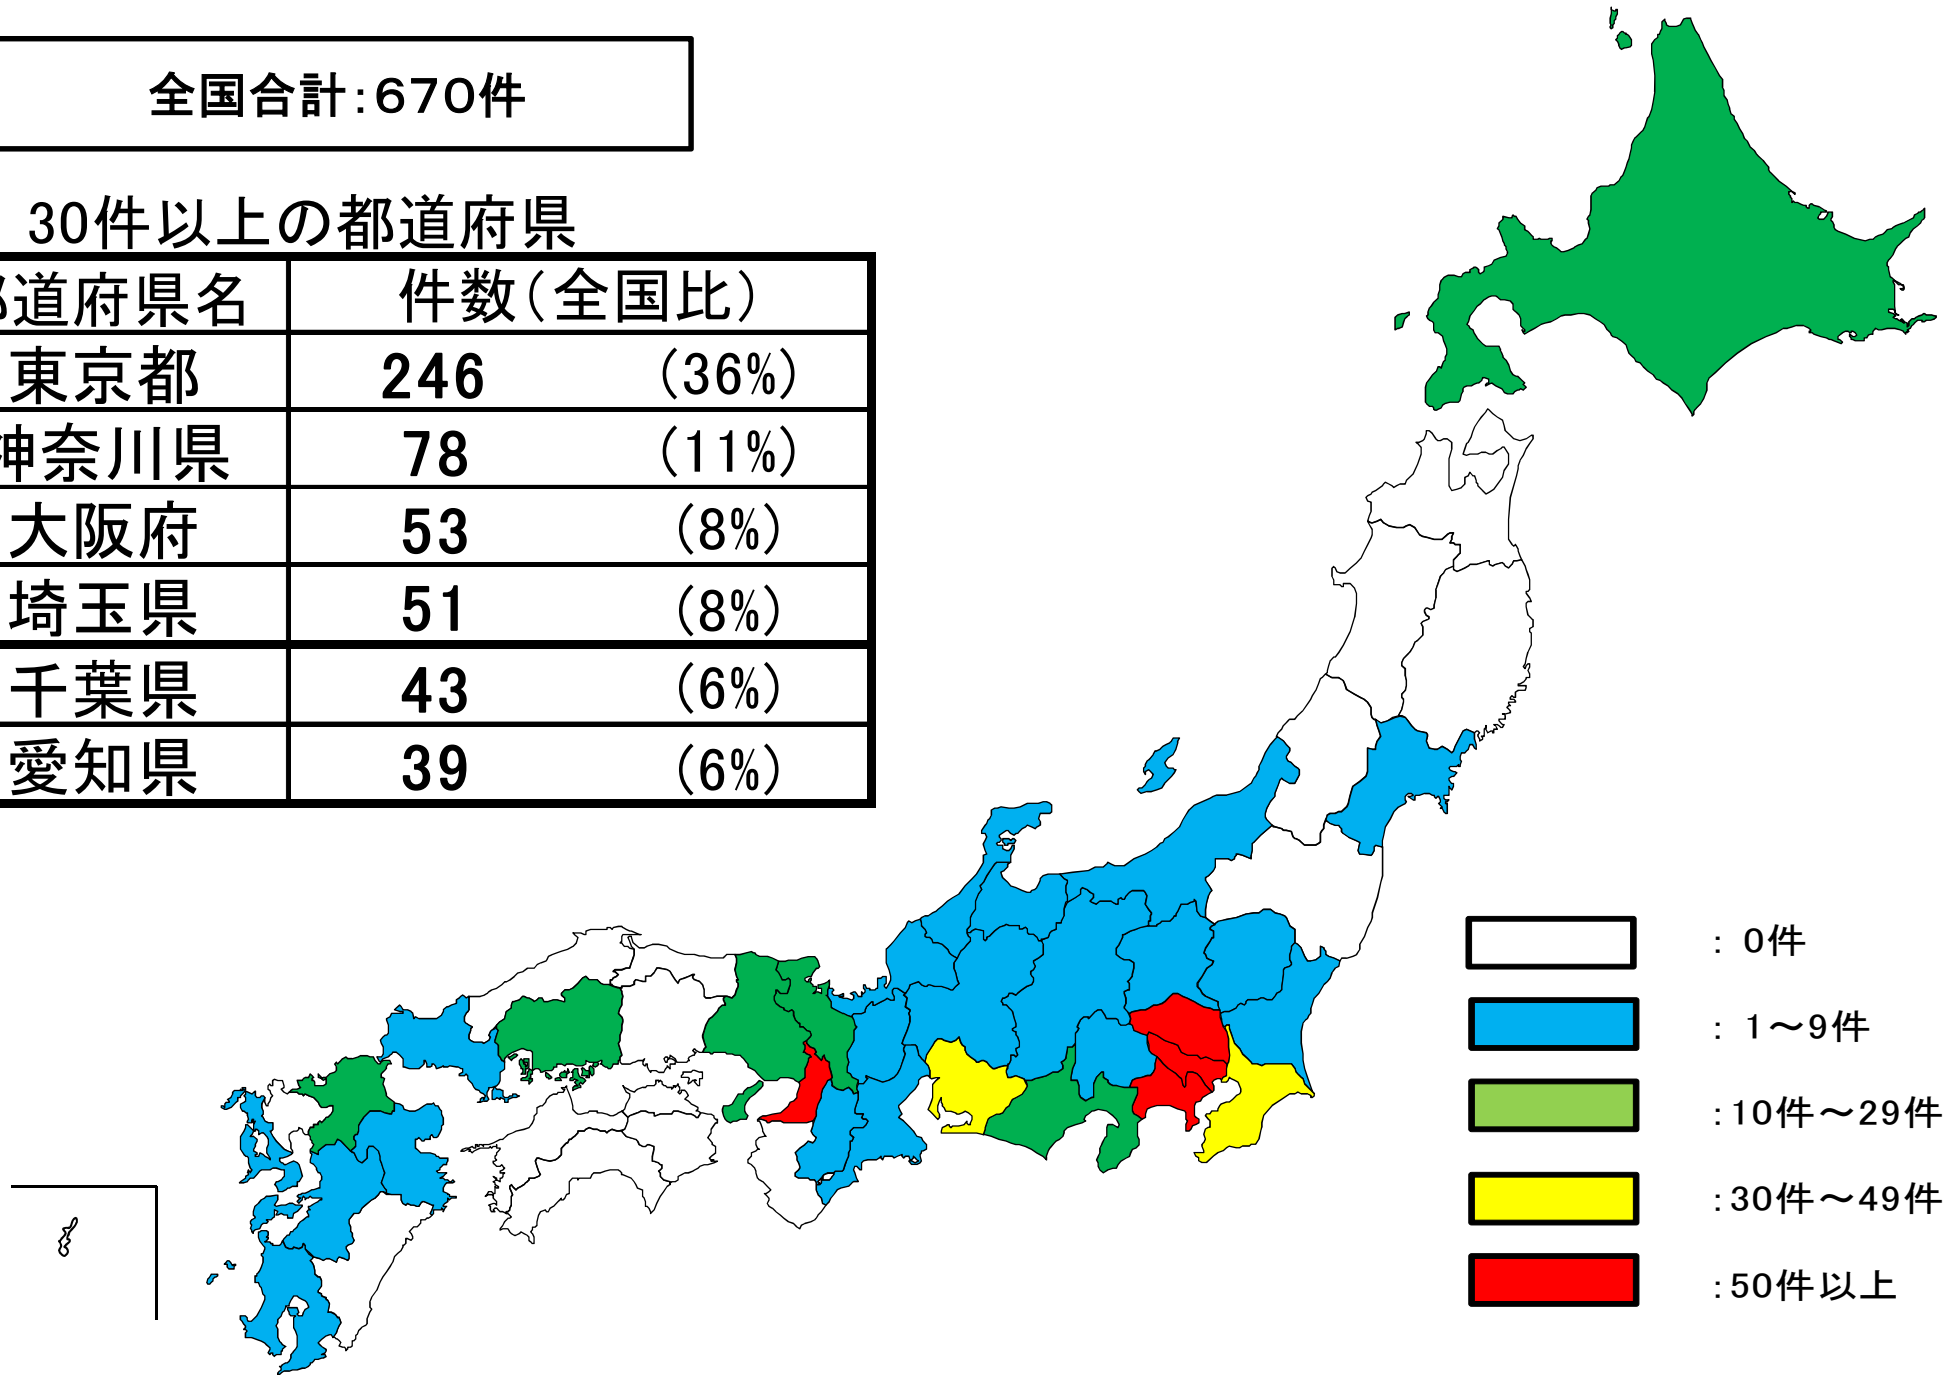 全国合計:670件
30件以上の都道府県
都道府県名 件数(全国比)
東京都 246 (36%)
神奈川県 78 (11%)
大阪府 53 (8%)
埼玉県 51 (8%)
千葉県 43 (6%)
愛知県 39 (6%)
: 0件
: 1～9件
:10件～29件
:30件～49件
:50件以上